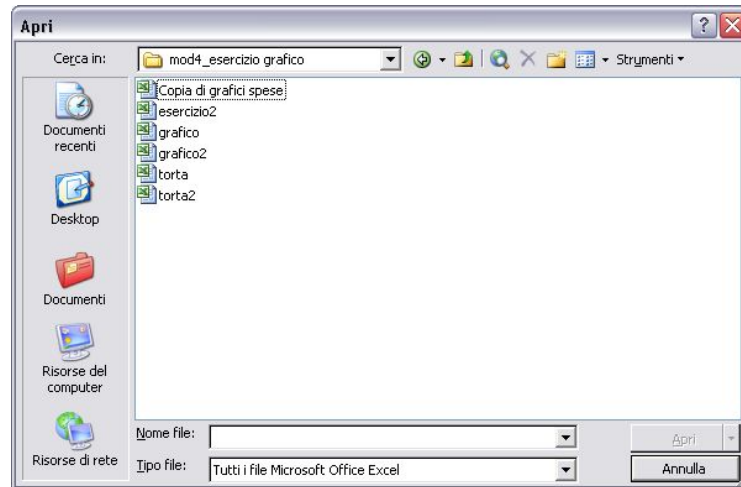 Apri
Cerca in:
mod4_esercizio grafico
Strumenti
Documenti
recenti
Desktop
Documenti
Risorse del
computer
Risorse di rete
Copia di grafici spese
esercizio2
grafico
grafico2
torta
torta2
Nome file:
Apri
Tipo file:
Tutti i file Microsoft Office Excel
Annulla